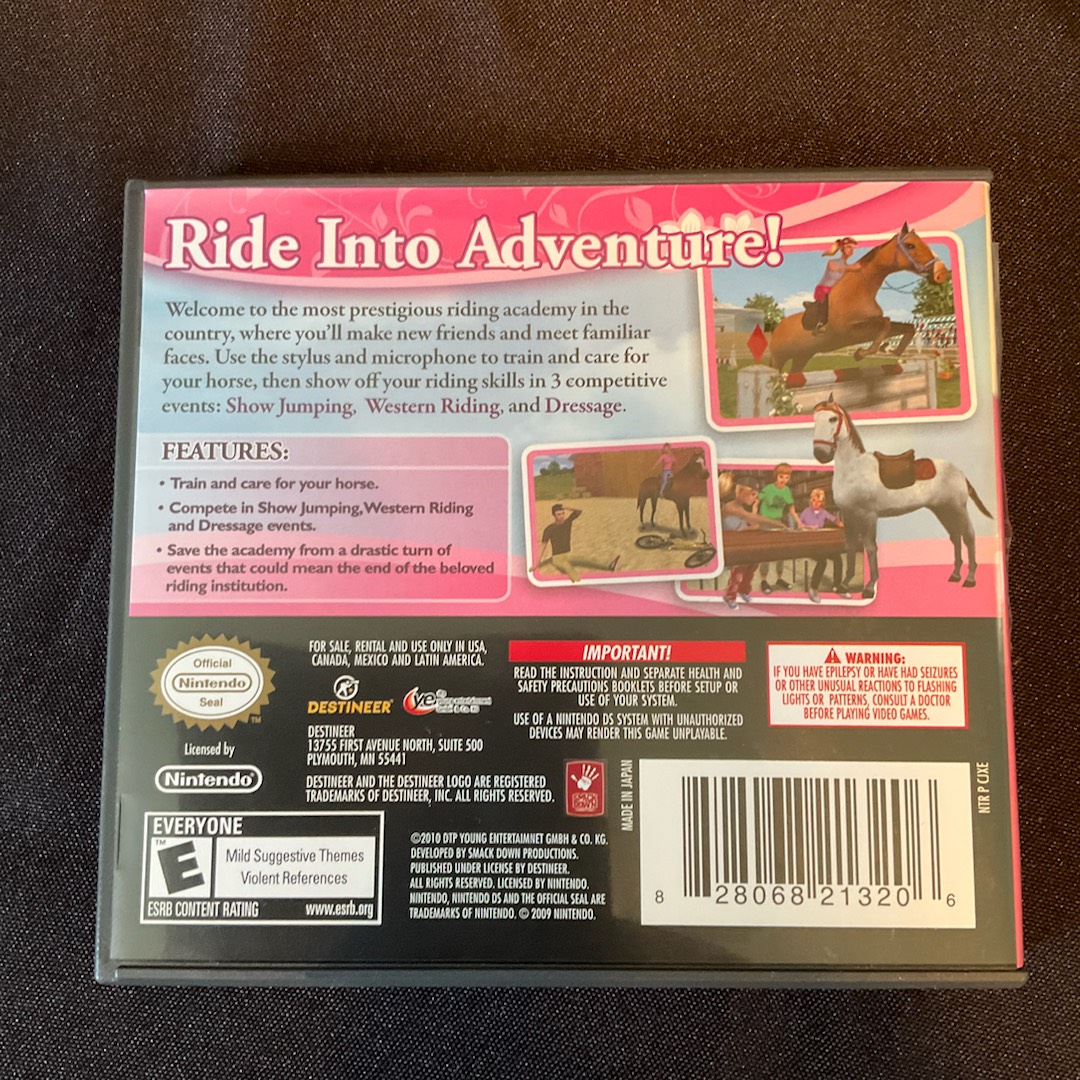 Ride Into Adventure!
Welcome to the most prestigious riding academy in the
country, where you'll make new friends and meet familiar
faces. Use the stylus and microphone to train and care for
your horse, then show off your riding skills in 3 competitive
events: Show Jumping, Western Riding, and Dressage.
FEATURES:
• Train and care for your horse.
• Compete in Show Jumping, Western Riding
and Dressage events.
• Save the academy from a drastic turn of
events that could mean the end of the beloved
riding institution.
Official
Nintendo
Seal
TM
Licensed by
Nintendo®
FOR SALE, RENTAL AND USE ONLY IN USA,
CANADA, MEXICO AND LATIN AMERICA.
DESTINEER
DESTINEER
13755 FIRST AVENUE NORTH, SUITE 500
PLYMOUTH, MN 55441
DESTINEER AND THE DESTINEER LOGO ARE REGISTERED
TRADEMARKS OF DESTINEER, INC. ALL RIGHTS RESERVED.
IMPORTANT!
READ THE INSTRUCTION AND SEPARATE HEALTH AND
SAFETY PRECAUTIONS BOOKLETS BEFORE SETUP OR
USE OF YOUR SYSTEM.
USE OF A NINTENDO DS SYSTEM WITH UNAUTHORIZED
DEVICES MAY RENDER THIS GAME UNPLAYABLE.
WARNING:
IF YOU HAVE EPILEPSY OR HAVE HAD SEIZURES
OR OTHER UNUSUAL REACTIONS TO FLASHING
LIGHTS OR PATTERNS, CONSULT A DOCTOR
BEFORE PLAYING VIDEO GAMES.
EVERYONE
TM
E
Mild Suggestive Themes
Violent References
ESRB CONTENT RATING
www.esrb.org
©2010 DTP YOUNG ENTERTAIMNET GMBH & CO. KG.
DEVELOPED BY SMACK DOWN PRODUCTIONS.
PUBLISHED UNDER LICENSE BY DESTINEER.
ALL RIGHTS RESERVED. LICENSED BY NINTENDO.
NINTENDO, NINTENDO DS AND THE OFFICIAL SEAL ARE
TRADEMARKS OF NINTENDO. © 2009 NINTENDO.
MADE IN JAPAN
8 28068 21320 6
NTR P CJXE